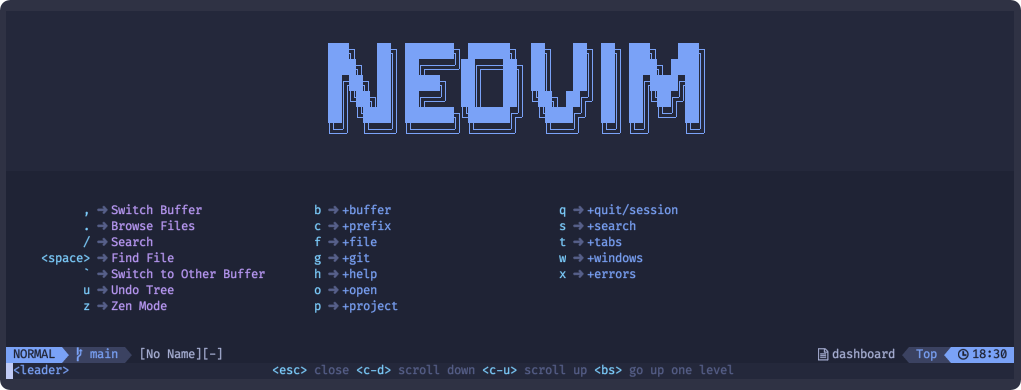 NEOVIM
, ➜ Switch Buffer b ➜ +buffer q ➜ +quit/session
. ➜ Browse Files c ➜ +prefix s ➜ +search
/ ➜ Search f ➜ +file t ➜ +tabs
<space> ➜ Find File g ➜ +git w ➜ +windows
` ➜ Switch to Other Buffer h ➜ +help x ➜ +errors
u ➜ Undo Tree o ➜ +open
z ➜ Zen Mode p ➜ +project
NORMAL main [No Name][-] dashboard Top 18:30
<leader> <esc> close <c-d> scroll down <c-u> scroll up <bs> go up one level